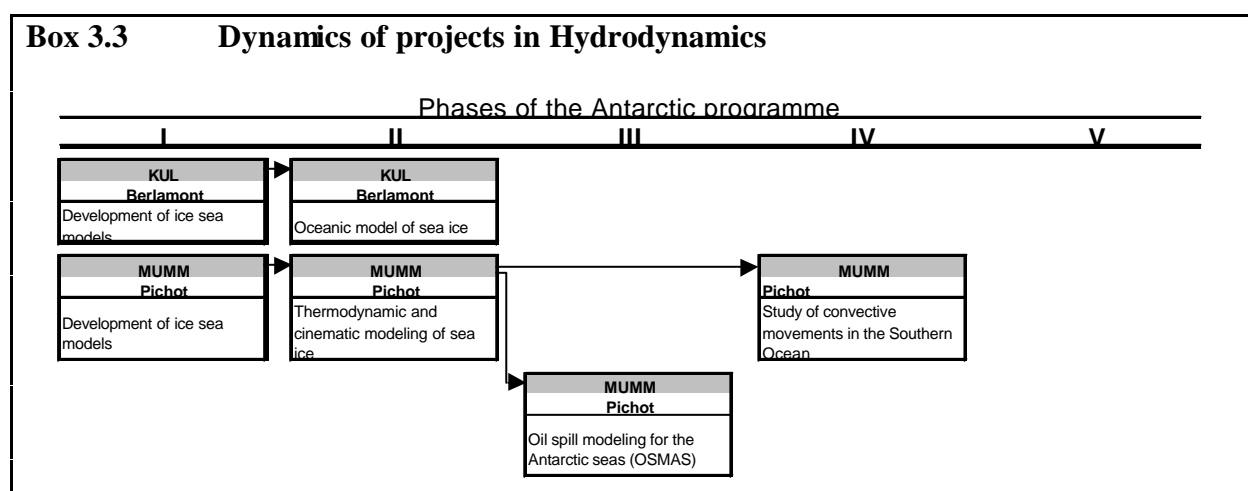 Box 3.3 Dynamics of projects in Hydrodynamics
Phases of the Antarctic programme
I II III IV V
KUL
Berlamont
Development of ice sea
models
KUL
Berlamont
Oceanic model of sea ice
MUMM
Pichot
Development of ice sea
models
MUMM
Pichot
Thermodynamic and
cinematic modeling of sea
ice
MUMM
Pichot
Study of convective
movements in the Southern
Ocean
MUMM
Pichot
Oil spill modeling for the
Antarctic seas (OSMAS)